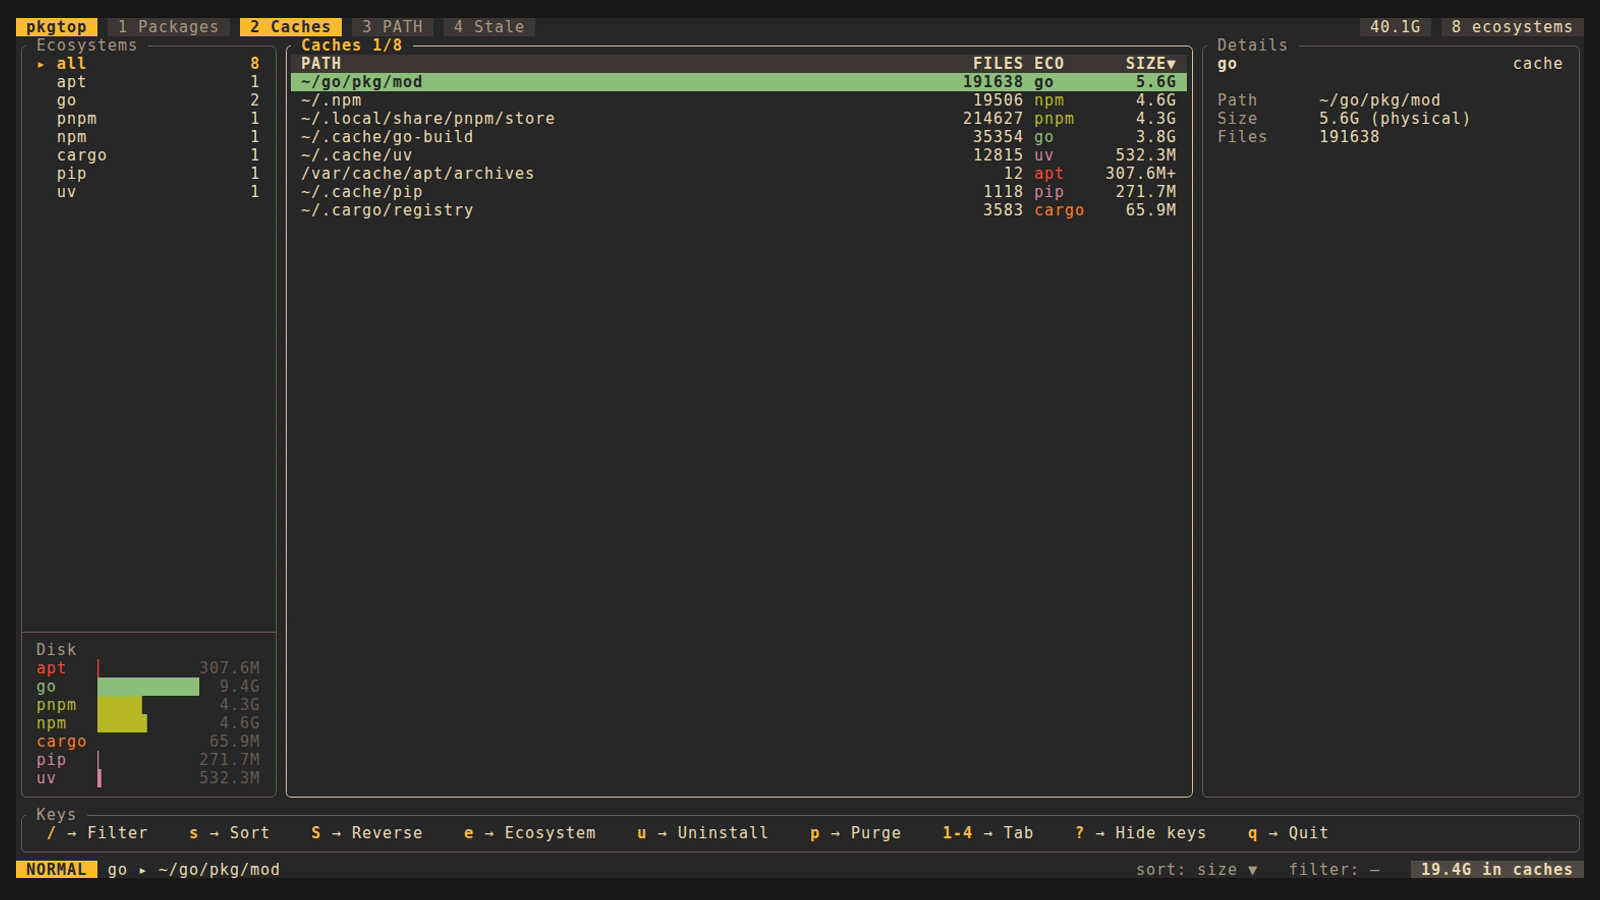 pkgtop 1 Packages 2 Caches 3 PATH 4 Stale 40.1G 8 ecosystems
Ecosystems
▸ all 8
apt 1
go 2
pnpm 1
npm 1
cargo 1
pip 1
uv 1
Disk
apt 307.6M
go 9.4G
pnpm 4.3G
npm 4.6G
cargo 65.9M
pip 271.7M
uv 532.3M
Caches 1/8
PATH FILES ECO SIZE▼
~/go/pkg/mod 191638 go 5.6G
~/.npm 19506 npm 4.6G
~/.local/share/pnpm/store 214627 pnpm 4.3G
~/.cache/go-build 35354 go 3.8G
~/.cache/uv 12815 uv 532.3M
/var/cache/apt/archives 12 apt 307.6M+
~/.cache/pip 1118 pip 271.7M
~/.cargo/registry 3583 cargo 65.9M
Details
go cache
Path ~/go/pkg/mod
Size 5.6G (physical)
Files 191638
Keys
/ → Filter s → Sort S → Reverse e → Ecosystem u → Uninstall p → Purge 1-4 → Tab ? → Hide keys q → Quit
NORMAL go ▸ ~/go/pkg/mod sort: size ▼ filter: — 19.4G in caches